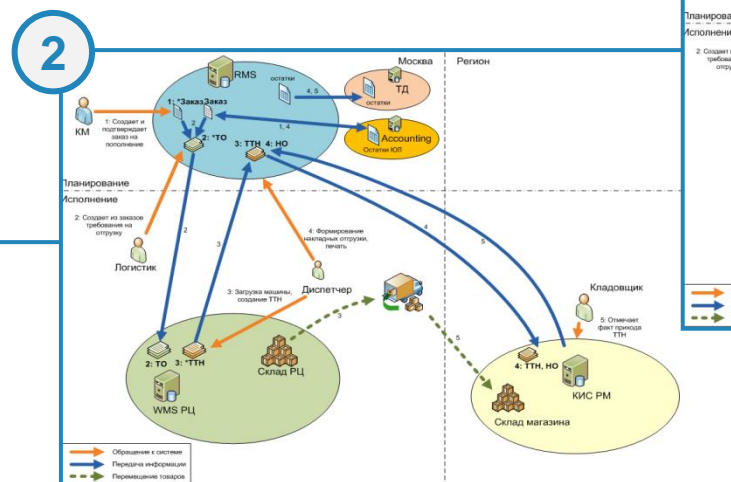 2
Москва
Регион
RMS
остатки
4, 5
ТД
остатки
1: *Заказ
Заказ
КМ
1: Создает и
подтверждает
заказ на
пополнение
2
2: *ТО
3: ТТН
4: НО
1, 4
Accounting
Остатки ЮЛ
Планирование
Исполнение
2: Создает из заказов
требования на
отгрузку
Логистик
2
3
4: Формирование
накладных отгрузки,
печать
Диспетчер
3: Загрузка машины,
создание ТТН
3
4
5
5
Кладовщик
5: Отмечает
факт прихода
ТТН
2: ТО
3: *ТТН
WMS РЦ
Склад РЦ
4: ТТН, НО
КИС РМ
Склад магазина
Обращение к системе
Передача информации
Перемещение товаров
2: Создает